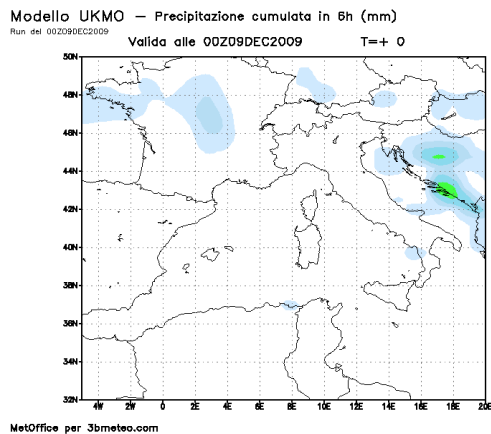 Modello UKMO – Precipitazione cumulata in 6h (mm)
Run del 00Z09DEC2009
Valida alle 00Z09DEC2009 T=+ 0
50N
48N
46N
44N
42N
40N
38N
36N
34N
32N
4W 2W 0 2E 4E 6E 8E 10E 12E 14E 16E 18E 20E
MetOffice per 3bmeteo.com